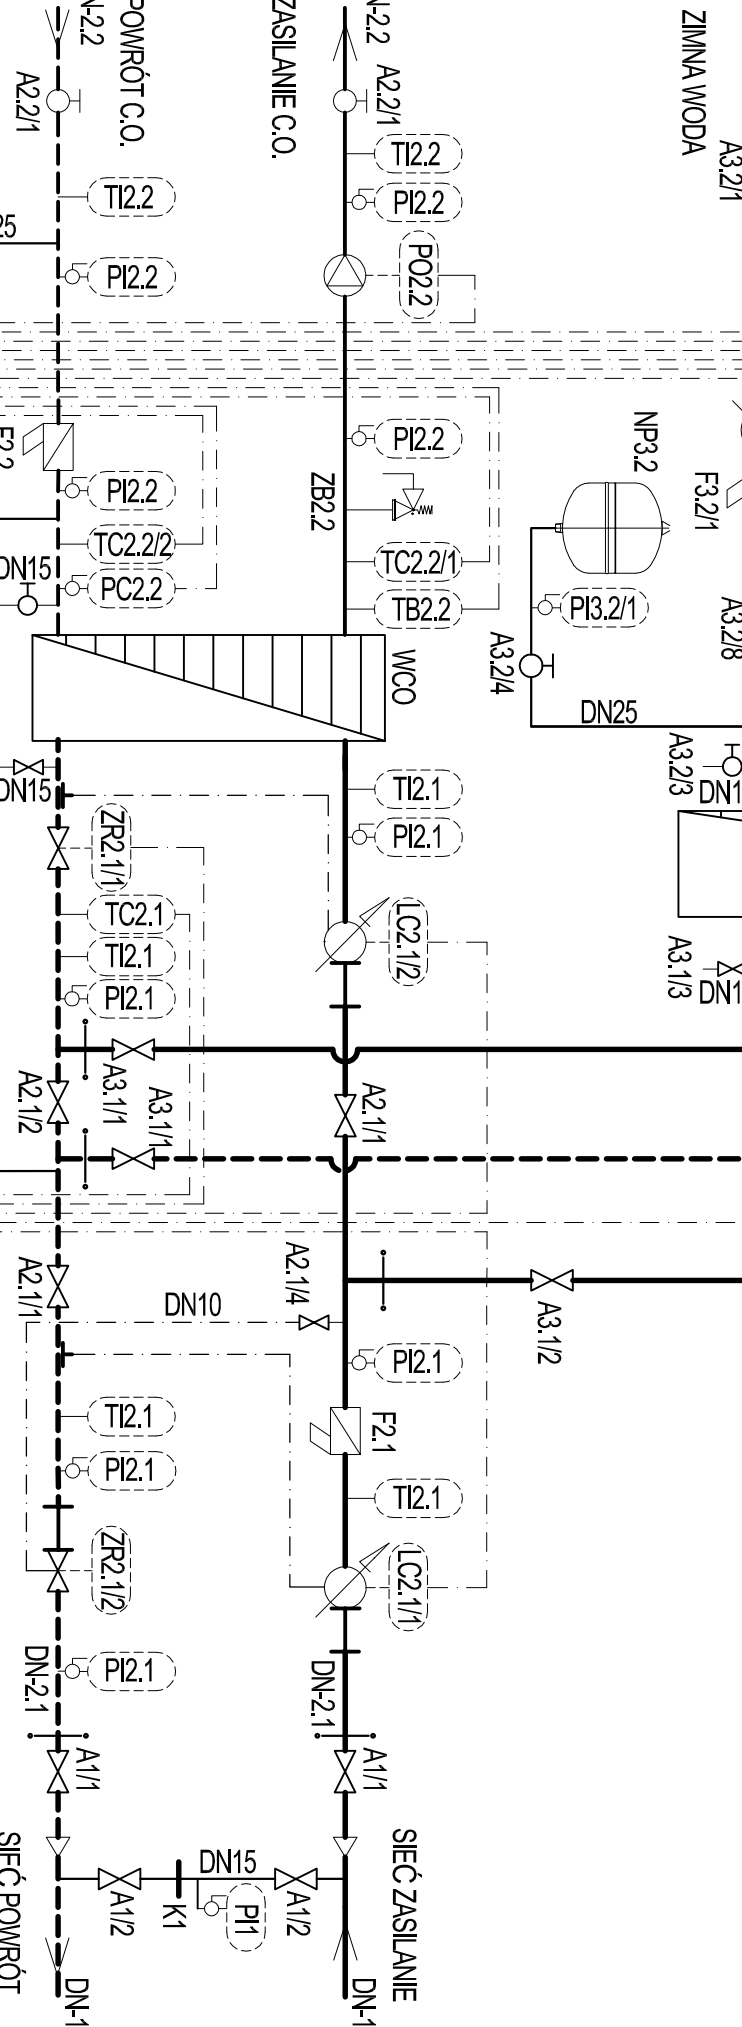 ZIMNA WODA
A3.2/1
POWRÓT C.O.
ZASILANIE C.O.
A2.2/1
A2.2/1
TI2.2
PI2.2
TI2.2
PI2.2
PO2.2
PI2.2
ZB2.2
TC2.2/1
TB2.2
PI2.2
TC2.2/2
PC2.2
F2.2
DN15
NP3.2
F3.2/1
PI3.2/1
A3.2/4
A3.2/8
DN25
A3.2/3
WCO
DN15
TI2.1
PI2.1
ZR2.1/1
LC2.1/2
TC2.1
TI2.1
PI2.1
A3.1/3
A3.1/1
A3.1/1
A2.1/2
A2.1/1
A2.1/1
A2.1/4
DN10
A3.1/2
PI2.1
F2.1
TI2.1
TI2.1
PI2.1
LC2.1/1
ZR2.1/2
PI2.1
DN-2.1
DN-2.1
A1/1
A1/1
SIEĆ ZASILANIE
SIEĆ POWRÓT
DN15
A1/2
K1
PI1
A1/2
DN-1
DN-1